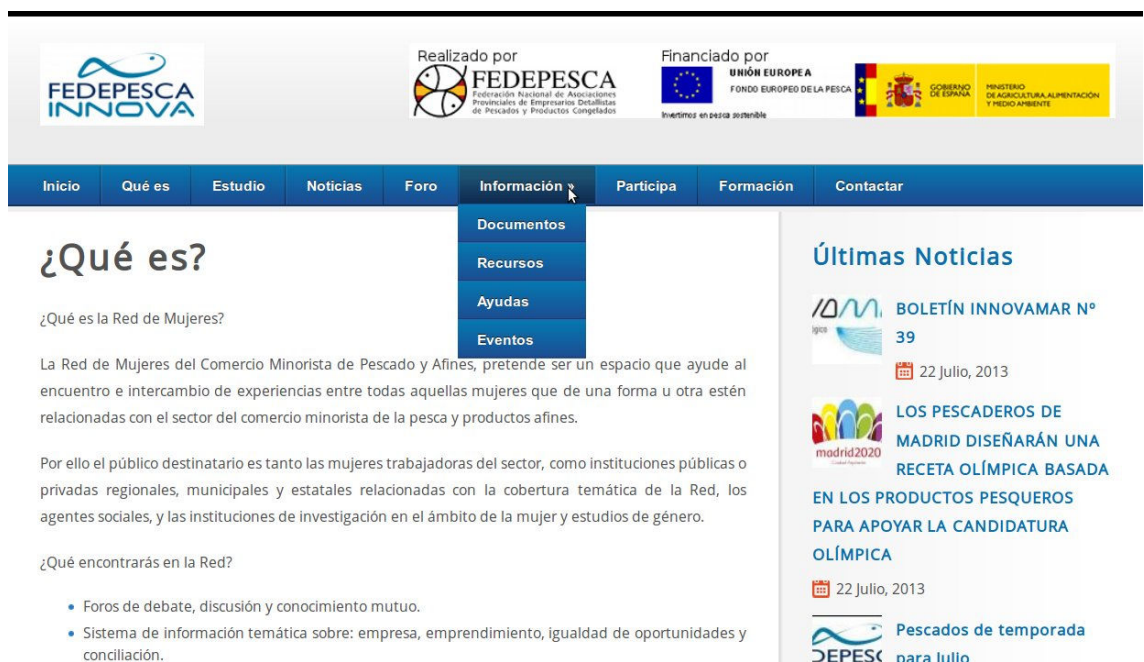 FEDEPESCA
INNOVA
Realizado por
FEDEPESCA
Federación Nacional de Asociaciones
Provinciales de Empresarios Detallistas
de Pescados y Productos Congelados
Financiado por
UNIÓN EUROPEA
FONDO EUROPEO DE LA PESCA
Invertimos en pesca sostenible
GOBIERNO
DE ESPAÑA
MINISTERIO
DE AGRICULTURA, ALIMENTACIÓN
Y MEDIO AMBIENTE
Inicio Qué es Estudio Noticias Foro Información » Participa Formación Contactar
Documentos
Recursos
Ayudas
Eventos
¿Qué es?
¿Qué es la Red de Mujeres?
La Red de Mujeres del Comercio Minorista de Pescado y Afines, pretende ser un espacio que ayude al
encuentro e intercambio de experiencias entre todas aquellas mujeres que de una forma u otra estén
relacionadas con el sector del comercio minorista de la pesca y productos afines.
Por ello el público destinatario es tanto las mujeres trabajadoras del sector, como instituciones públicas o
privadas regionales, municipales y estatales relacionadas con la cobertura temática de la Red, los
agentes sociales, y las instituciones de investigación en el ámbito de la mujer y estudios de género.
¿Qué encontrarás en la Red?
• Foros de debate, discusión y conocimiento mutuo.
• Sistema de información temática sobre: empresa, emprendimiento, igualdad de oportunidades y
conciliación.
Últimas Noticias
BOLETÍN INNOVAMAR Nº
39
22 Julio, 2013
madrid2020
LOS PESCADEROS DE
MADRID DISEÑARÁN UNA
RECETA OLÍMPICA BASADA
EN LOS PRODUCTOS PESQUEROS
PARA APOYAR LA CANDIDATURA
OLÍMPICA
22 Julio, 2013
Pescados de temporada
para Julio